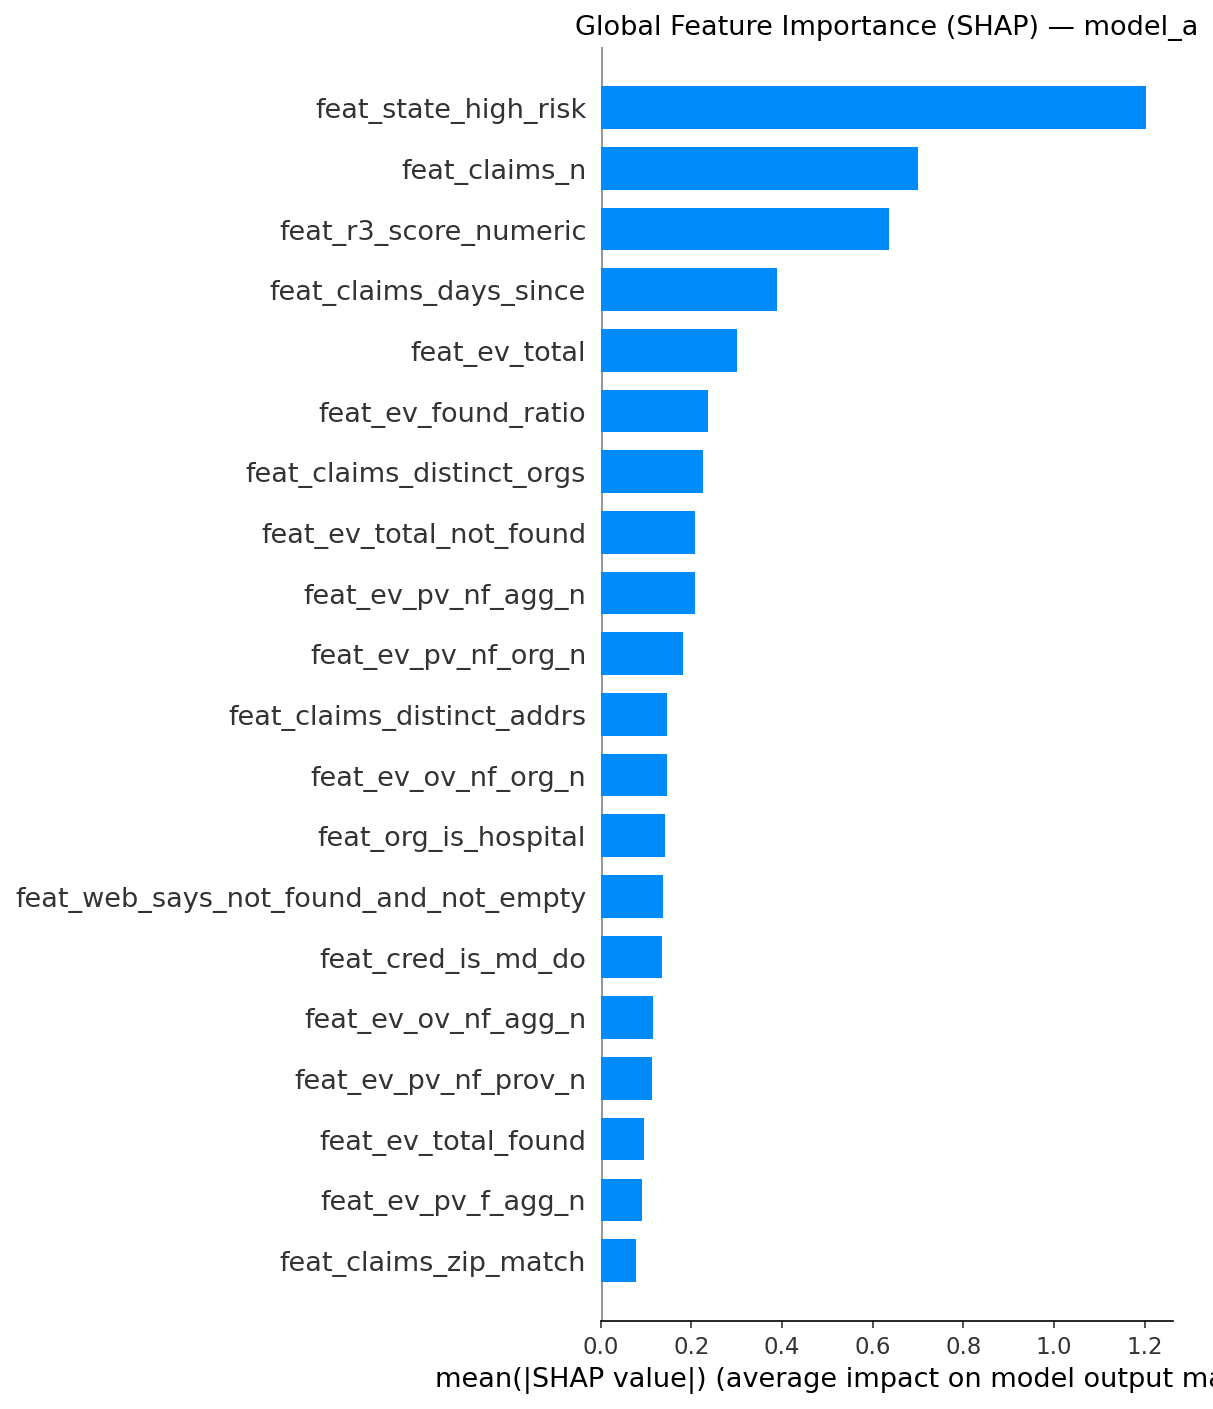 Global Feature Importance (SHAP) — model_a
feat_state_high_risk
feat_claims_n
feat_r3_score_numeric
feat_claims_days_since
feat_ev_total
feat_ev_found_ratio
feat_claims_distinct_orgs
feat_ev_total_not_found
feat_ev_pv_nf_agg_n
feat_ev_pv_nf_org_n
feat_claims_distinct_addrs
feat_ev_ov_nf_org_n
feat_org_is_hospital
feat_web_says_not_found_and_not_empty
feat_cred_is_md_do
feat_ev_ov_nf_agg_n
feat_ev_pv_nf_prov_n
feat_ev_total_found
feat_ev_pv_f_agg_n
feat_claims_zip_match
0.0 0.2 0.4 0.6 0.8 1.0 1.2
mean(|SHAP value|) (average impact on model output